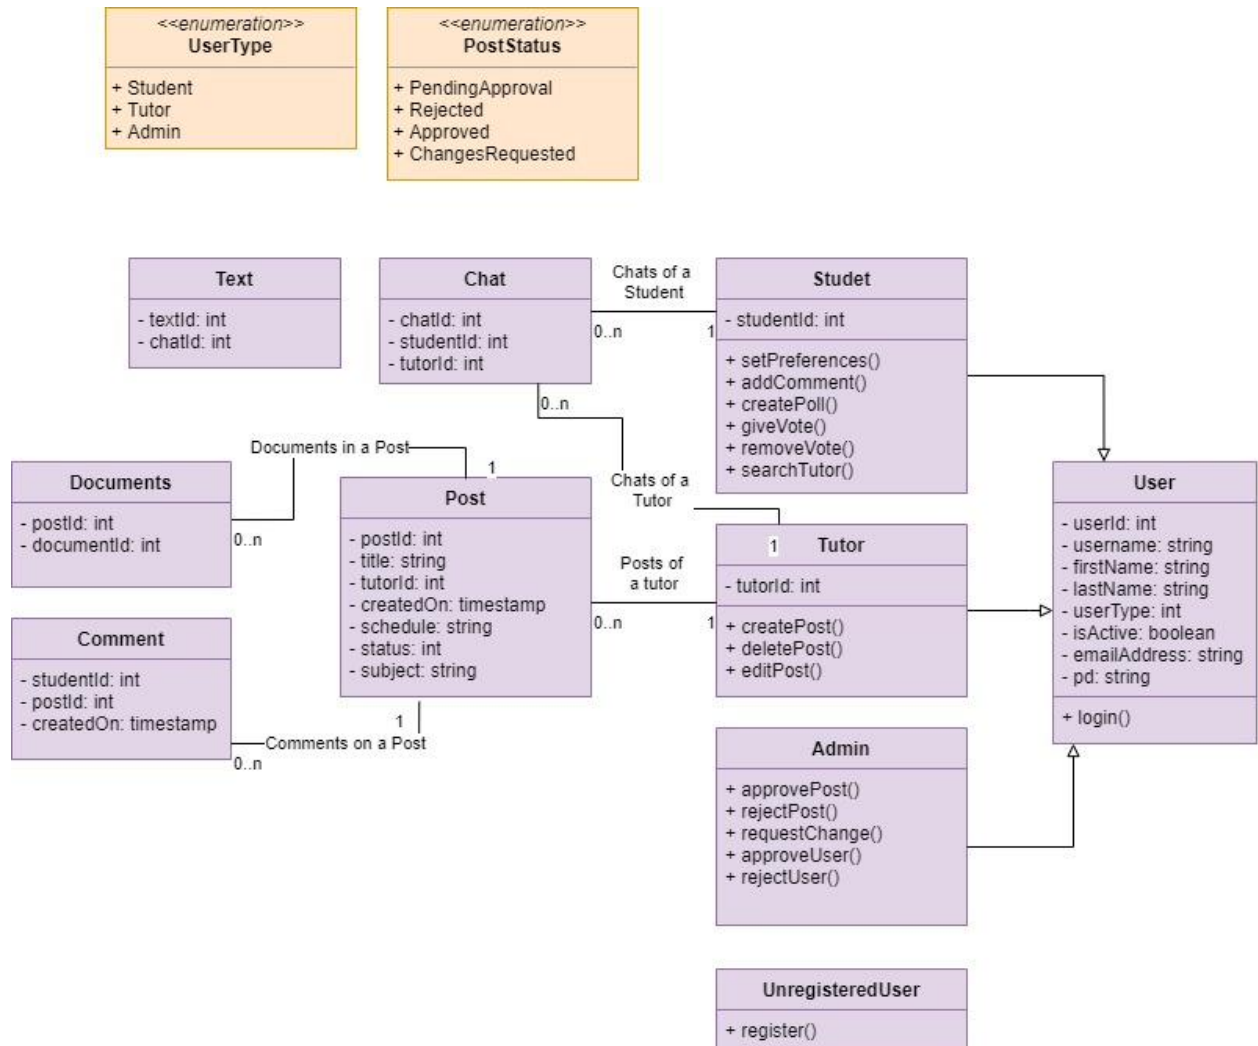 <<enumeration>>
UserType
+ Student
+ Tutor
+ Admin
<<enumeration>>
PostStatus
+ PendingApproval
+ Rejected
+ Approved
+ ChangesRequested
Text
- textId: int
- chatId: int
Chat
- chatId: int
- studentId: int
- tutorId: int
Chats of a
Student
0..n
1
Studet
- studentId: int
+ setPreferences()
+ addComment()
+ createPoll()
+ giveVote()
+ removeVote()
+ searchTutor()
0..n
Chats of a
Tutor
1
Documents in a Post
1
0..n
Documents
- postId: int
- documentId: int
Post
- postId: int
- title: string
- tutorId: int
- createdOn: timestamp
- schedule: string
- status: int
- subject: string
Posts of
a tutor
0..n
1
Tutor
- tutorId: int
+ createPost()
+ deletePost()
+ editPost()
User
- userId: int
- username: string
- firstName: string
- lastName: string
- userType: int
- isActive: boolean
- emailAddress: string
- pd: string
+ login()
Comment
- studentId: int
- postId: int
- createdOn: timestamp
1
Comments on a Post
0..n
Admin
+ approvePost()
+ rejectPost()
+ requestChange()
+ approveUser()
+ rejectUser()
UnregisteredUser
+ register()